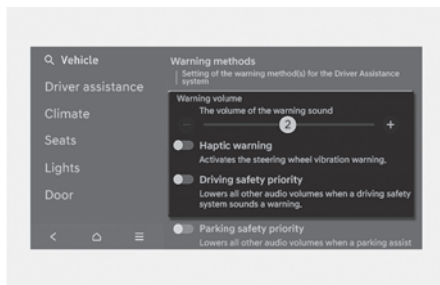 Vehicle
Driver assistance
Climate
Seats
Lights
Door
Warning methods
Setting of the warning method(s) for the Driver Assistance
system
Warning volume
The volume of the warning sound
2
Haptic warning
Activates the steering wheel vibration warning.
Driving safety priority
Lowers all other audio volumes when a driving safety
system sounds a warning.
Parking safety priority
Lowers all other audio volumes when a parking assist